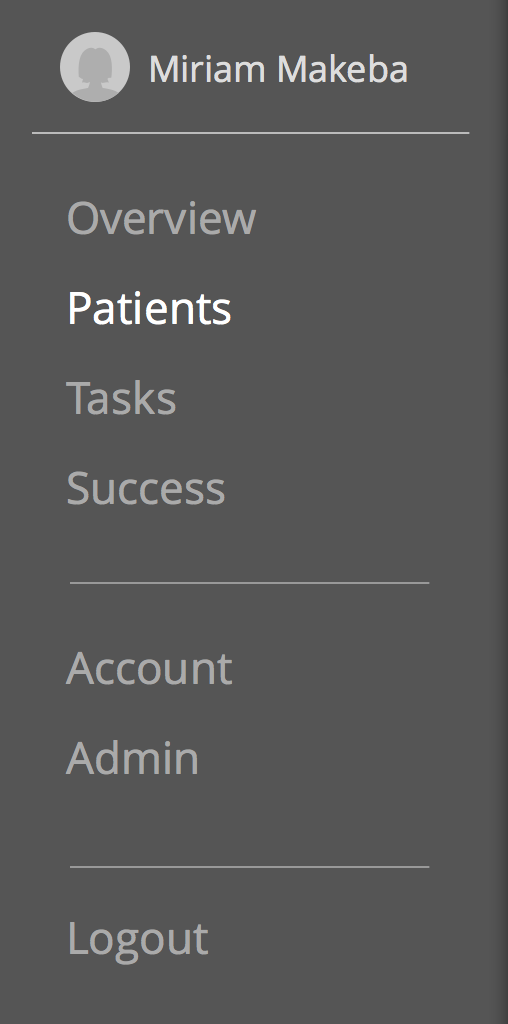 Miriam Makeba
Overview
Patients
Tasks
Success
Account
Admin
Logout